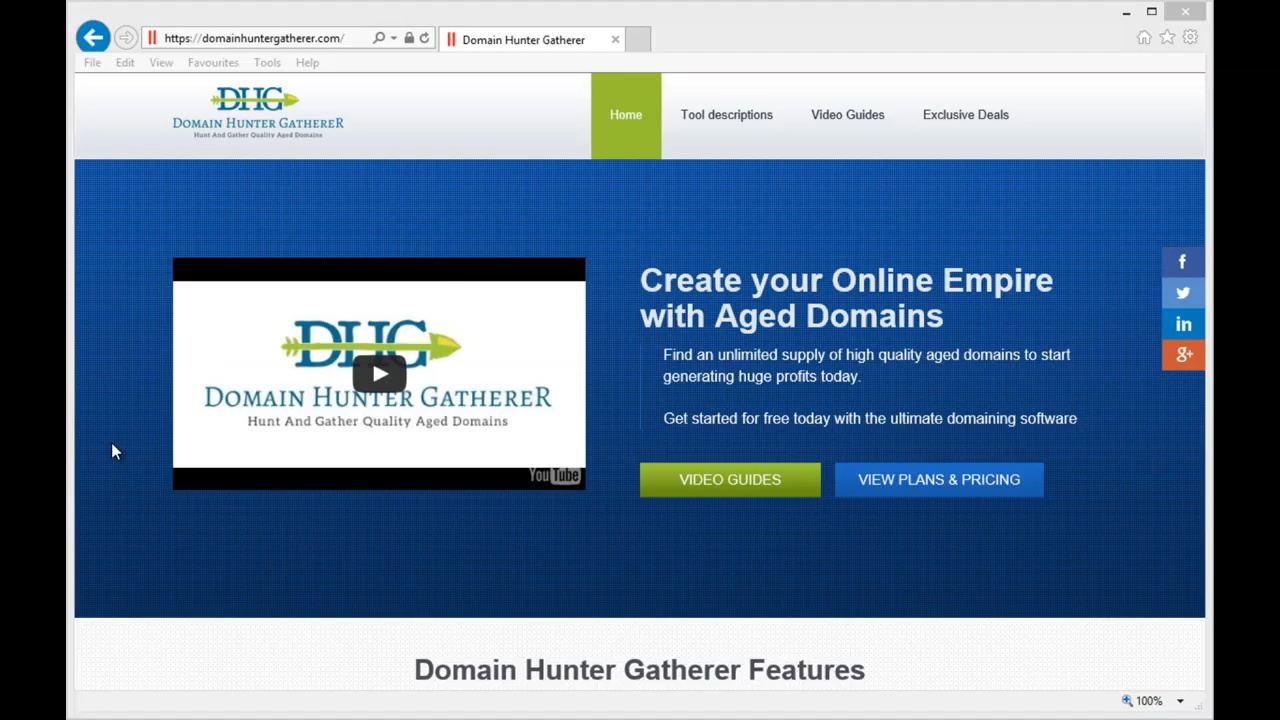 https://domainhuntergatherer.com/
Domain Hunter Gatherer
File Edit View Favourites Tools Help
DHG
DOMAIN HUNTER GATHERER
Hunt And Gather Quality Aged Domains
Home Tool descriptions Video Guides Exclusive Deals
DHG
DOMAIN HUNTER GATHERER
Hunt And Gather Quality Aged Domains
YouTube
Create your Online Empire
with Aged Domains
Find an unlimited supply of high quality aged domains to start
generating huge profits today.
Get started for free today with the ultimate domaining software
VIDEO GUIDES VIEW PLANS & PRICING
f
in
g+
Domain Hunter Gatherer Features
100%